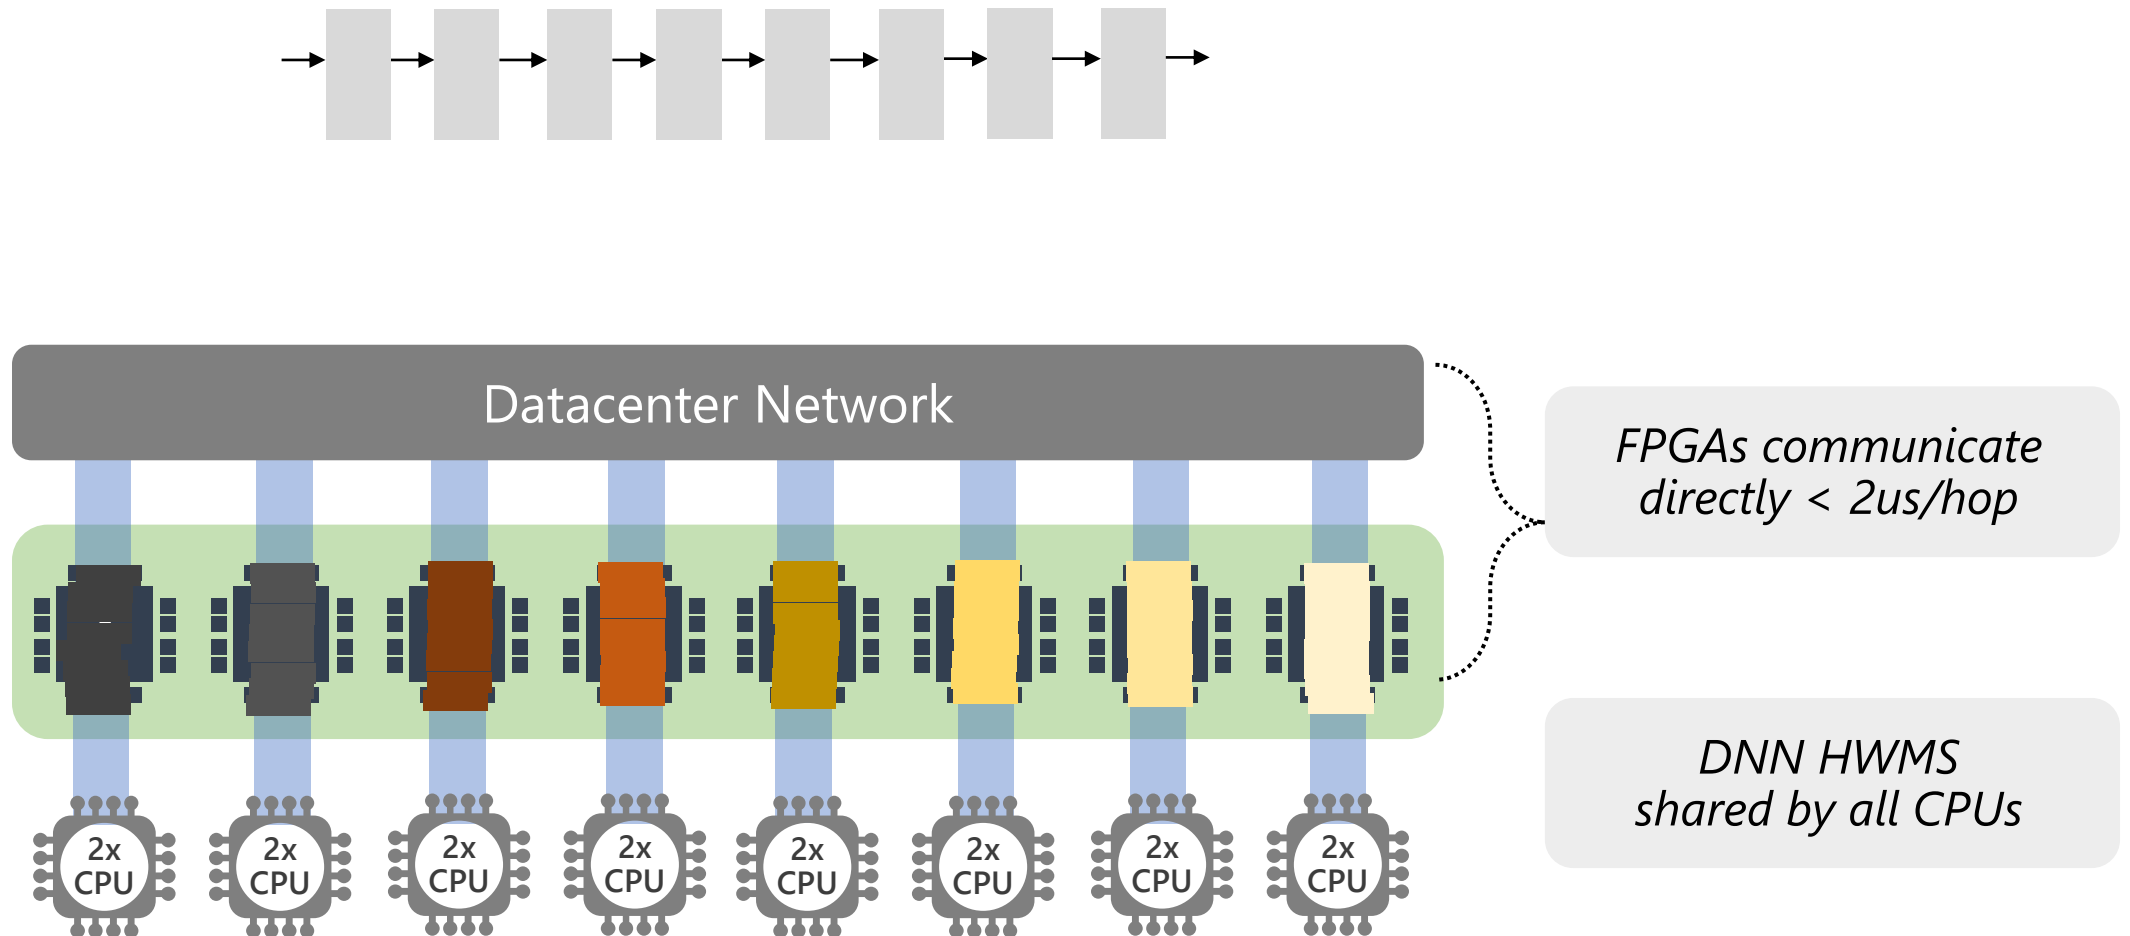 Datacenter Network
FPGAs communicate
directly < 2us/hop
DNN HWMS
shared by all CPUs
2x
CPU
2x
CPU
2x
CPU
2x
CPU
2x
CPU
2x
CPU
2x
CPU
2x
CPU